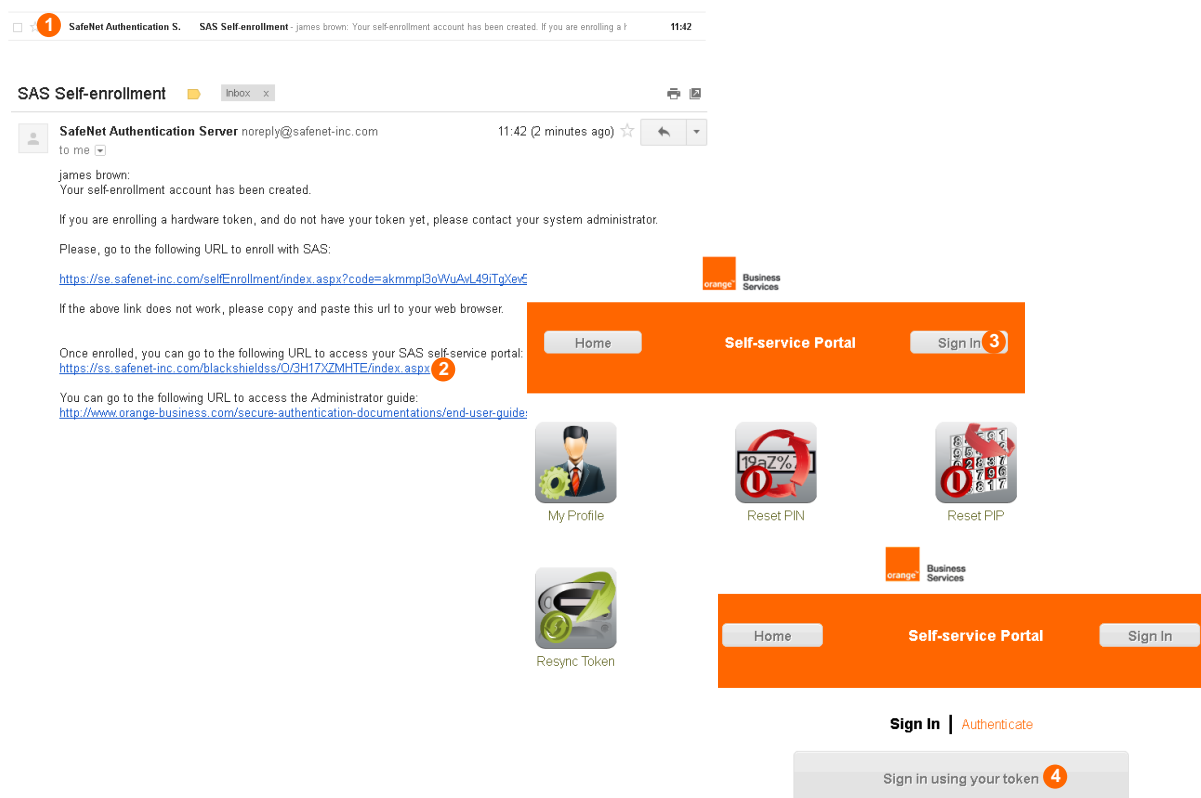 1 SafeNet Authentication S. SAS Self-enrollment - james brown: Your self-enrollment account has been created. If you are enrolling a 11:42
SAS Self-enrollment Inbox x
SafeNet Authentication Server noreply@safenet-inc.com 11:42 (2 minutes ago)
to me
james brown:
Your self-enrollment account has been created.
If you are enrolling a hardware token, and do not have your token yet, please contact your system administrator.
Please, go to the following URL to enroll with SAS:
https://se.safenet-inc.com/selfEnrollment/index.aspx?code=akmmpl3oWuAvL49iTgXev5
If the above link does not work, please copy and paste this url to your web browser.
Once enrolled, you can go to the following URL to access your SAS self-service portal:
https://ss.safenet-inc.com/blackshieldss/O/3H17XZMHTE/index.aspx 2
You can go to the following URL to access the Administrator guide:
http://www.orange-business.com/secure-authentication-documentations/end-user-guide
orange™ Business
Services
Home Self-service Portal Sign In 3
My Profile Reset PIN Reset PIP
Resync Token
orange™ Business
Services
Home Self-service Portal Sign In
Sign In | Authenticate
Sign in using your token 4